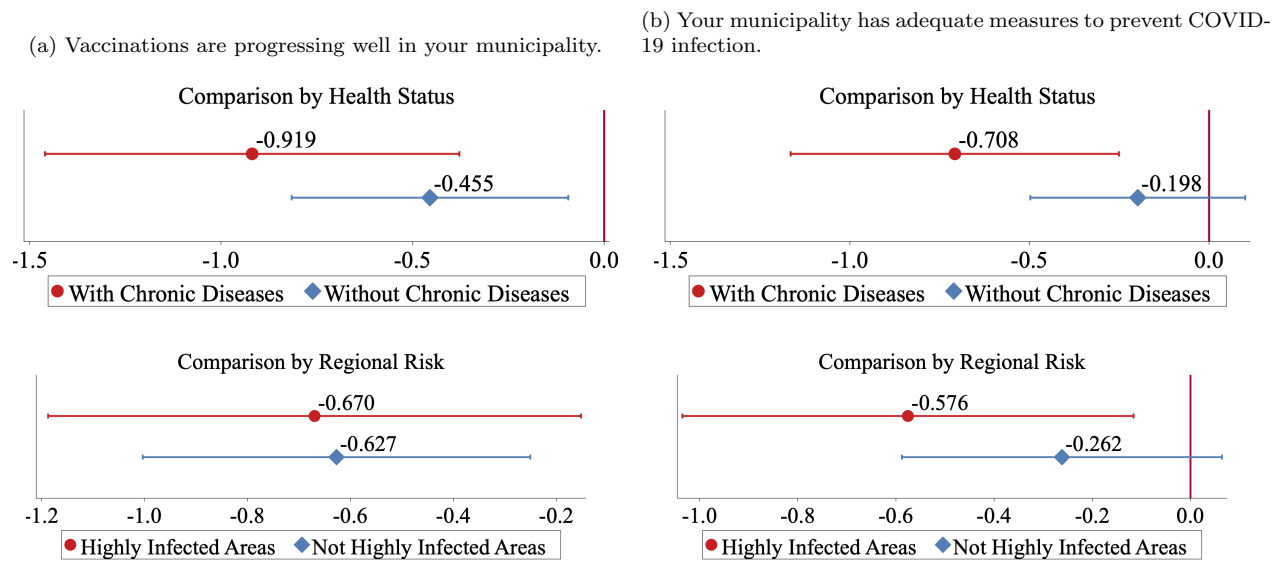 (a) Vaccinations are progressing well in your municipality.
Comparison by Health Status
-0.919
-0.455
-1.5 -1.0 -0.5 0.0
With Chronic Diseases Without Chronic Diseases
Comparison by Regional Risk
-0.670
-0.627
-1.2 -1.0 -0.8 -0.6 -0.4 -0.2
Highly Infected Areas Not Highly Infected Areas
(b) Your municipality has adequate measures to prevent COVID-
19 infection.
Comparison by Health Status
-0.708
-0.198
-1.5 -1.0 -0.5 0.0
With Chronic Diseases Without Chronic Diseases
Comparison by Regional Risk
-0.576
-0.262
-1.0 -0.8 -0.6 -0.4 -0.2 0.0
Highly Infected Areas Not Highly Infected Areas